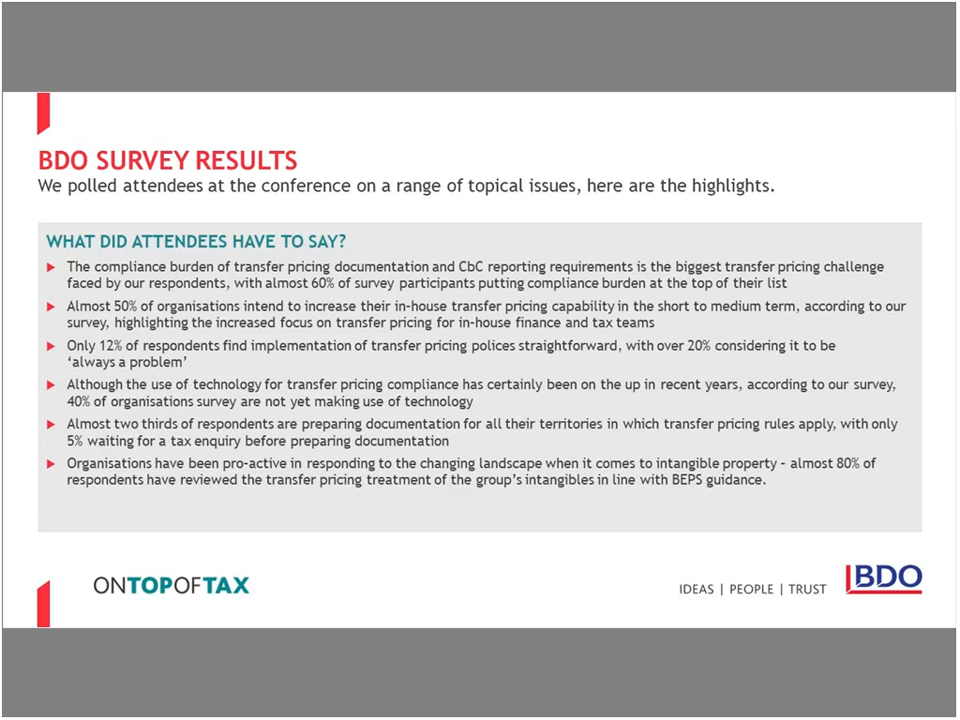 BDO SURVEY RESULTS
We polled attendees at the conference on a range of topical issues, here are the highlights.
WHAT DID ATTENDEES HAVE TO SAY?
The compliance burden of transfer pricing documentation and CbC reporting requirements is the biggest transfer pricing challenge
faced by our respondents, with almost 60% of survey participants putting compliance burden at the top of their list
Almost 50% of organisations intend to increase their in-house transfer pricing capability in the short to medium term, according to our
survey, highlighting the increased focus on transfer pricing for in-house finance and tax teams
Only 12% of respondents find implementation of transfer pricing polices straightforward, with over 20% considering it to be
‘always a problem’
Although the use of technology for transfer pricing compliance has certainly been on the up in recent years, according to our survey,
40% of organisations survey are not yet making use of technology
Almost two thirds of respondents are preparing documentation for all their territories in which transfer pricing rules apply, with only
5% waiting for a tax enquiry before preparing documentation
Organisations have been pro-active in responding to the changing landscape when it comes to intangible property – almost 80% of
respondents have reviewed the transfer pricing treatment of the group’s intangibles in line with BEPS guidance.
ONTOPOFTAX
IDEAS | PEOPLE | TRUST
BDO